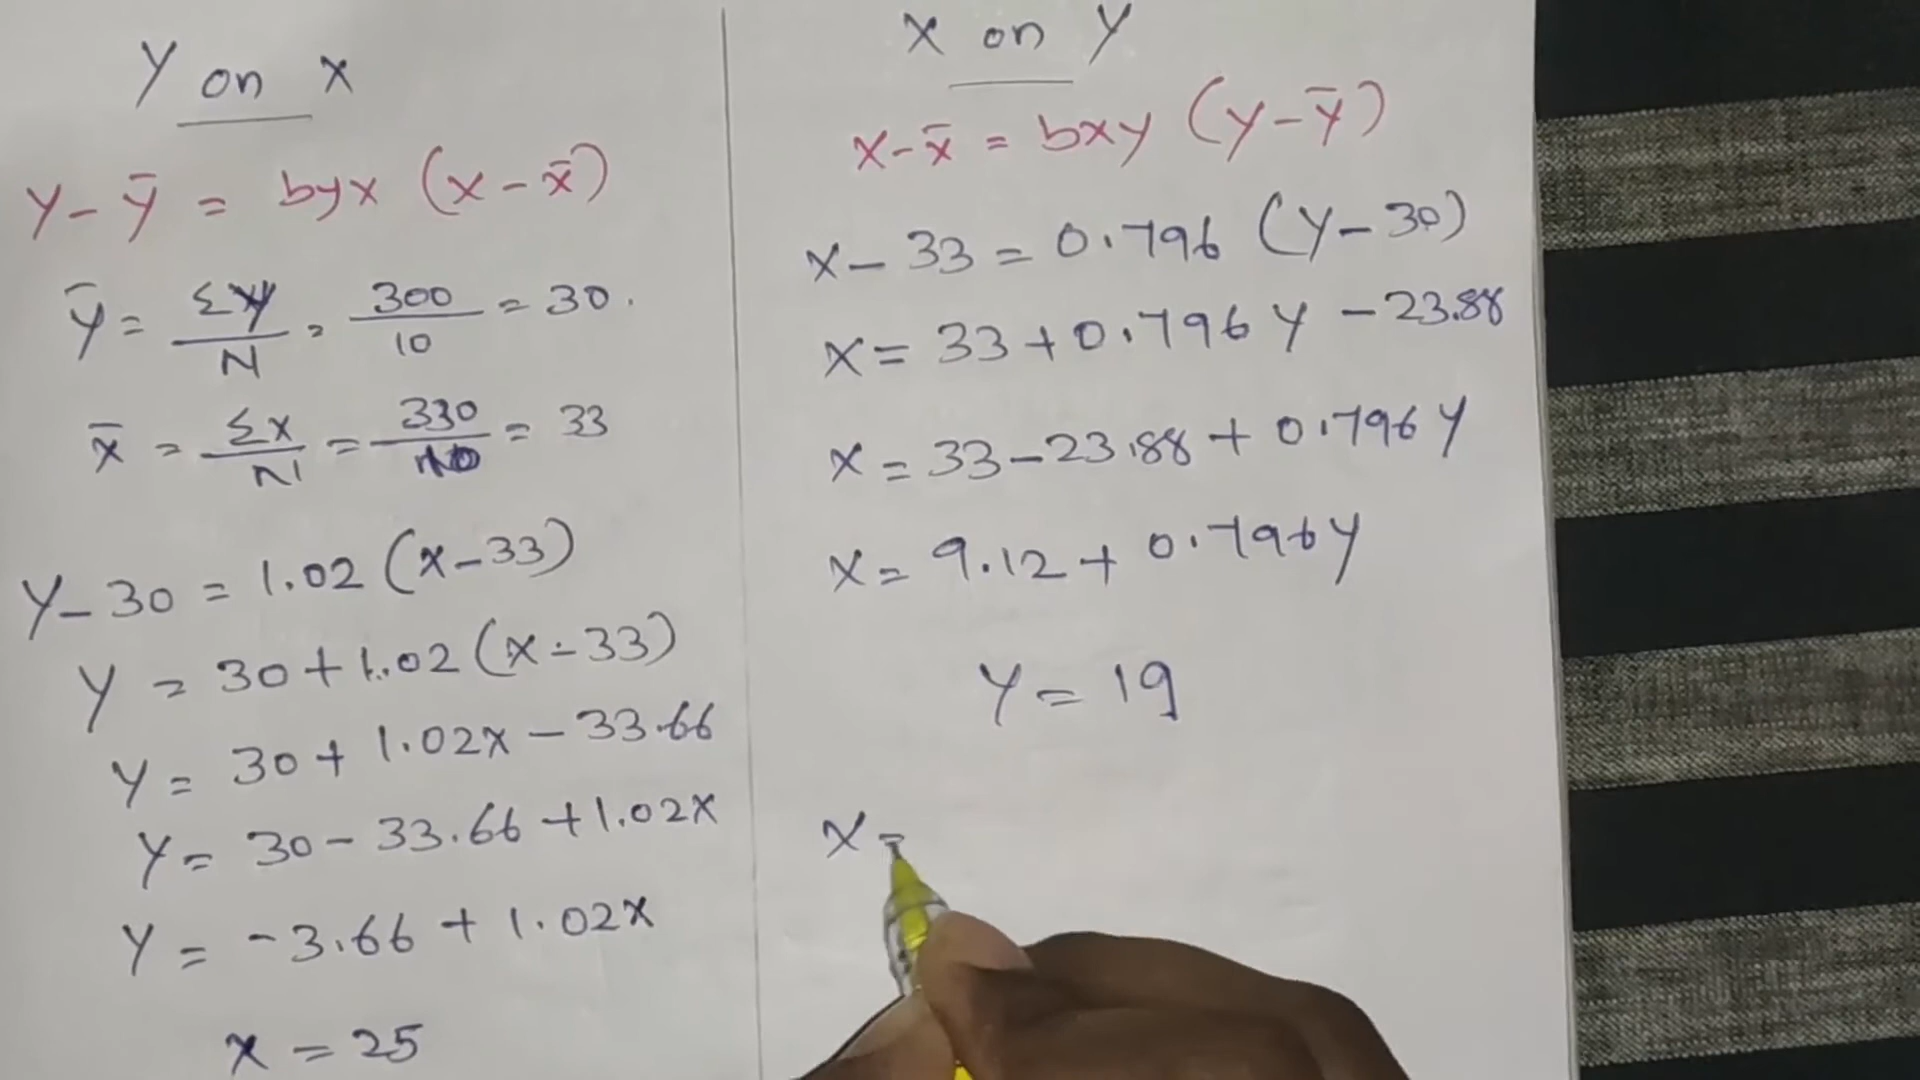 Y on X
Y - ȳ = byx (x - x̄)
ȳ = Σy/N = 300/10 = 30.
x̄ = Σx/N = 330/10 = 33
Y - 30 = 1.02 (x - 33)
Y = 30 + 1.02 (x - 33)
Y = 30 + 1.02x - 33.66
Y = 30 - 33.66 + 1.02x
Y = -3.66 + 1.02x
x = 25
X on Y
x - x̄ = bxy (y - ȳ)
x - 33 = 0.796 (y - 30)
x = 33 + 0.796 y - 23.88
x = 33 - 23.88 + 0.796 y
x = 9.12 + 0.796 y
y = 19
x =